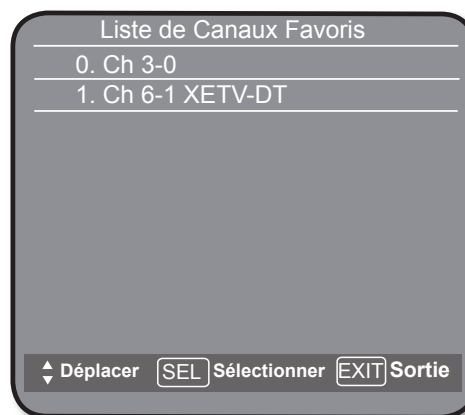 Liste de Canaux Favoris
0. Ch 3-0
1. Ch 6-1 XETV-DT
Déplacer SEL Sélectionner EXIT Sortie